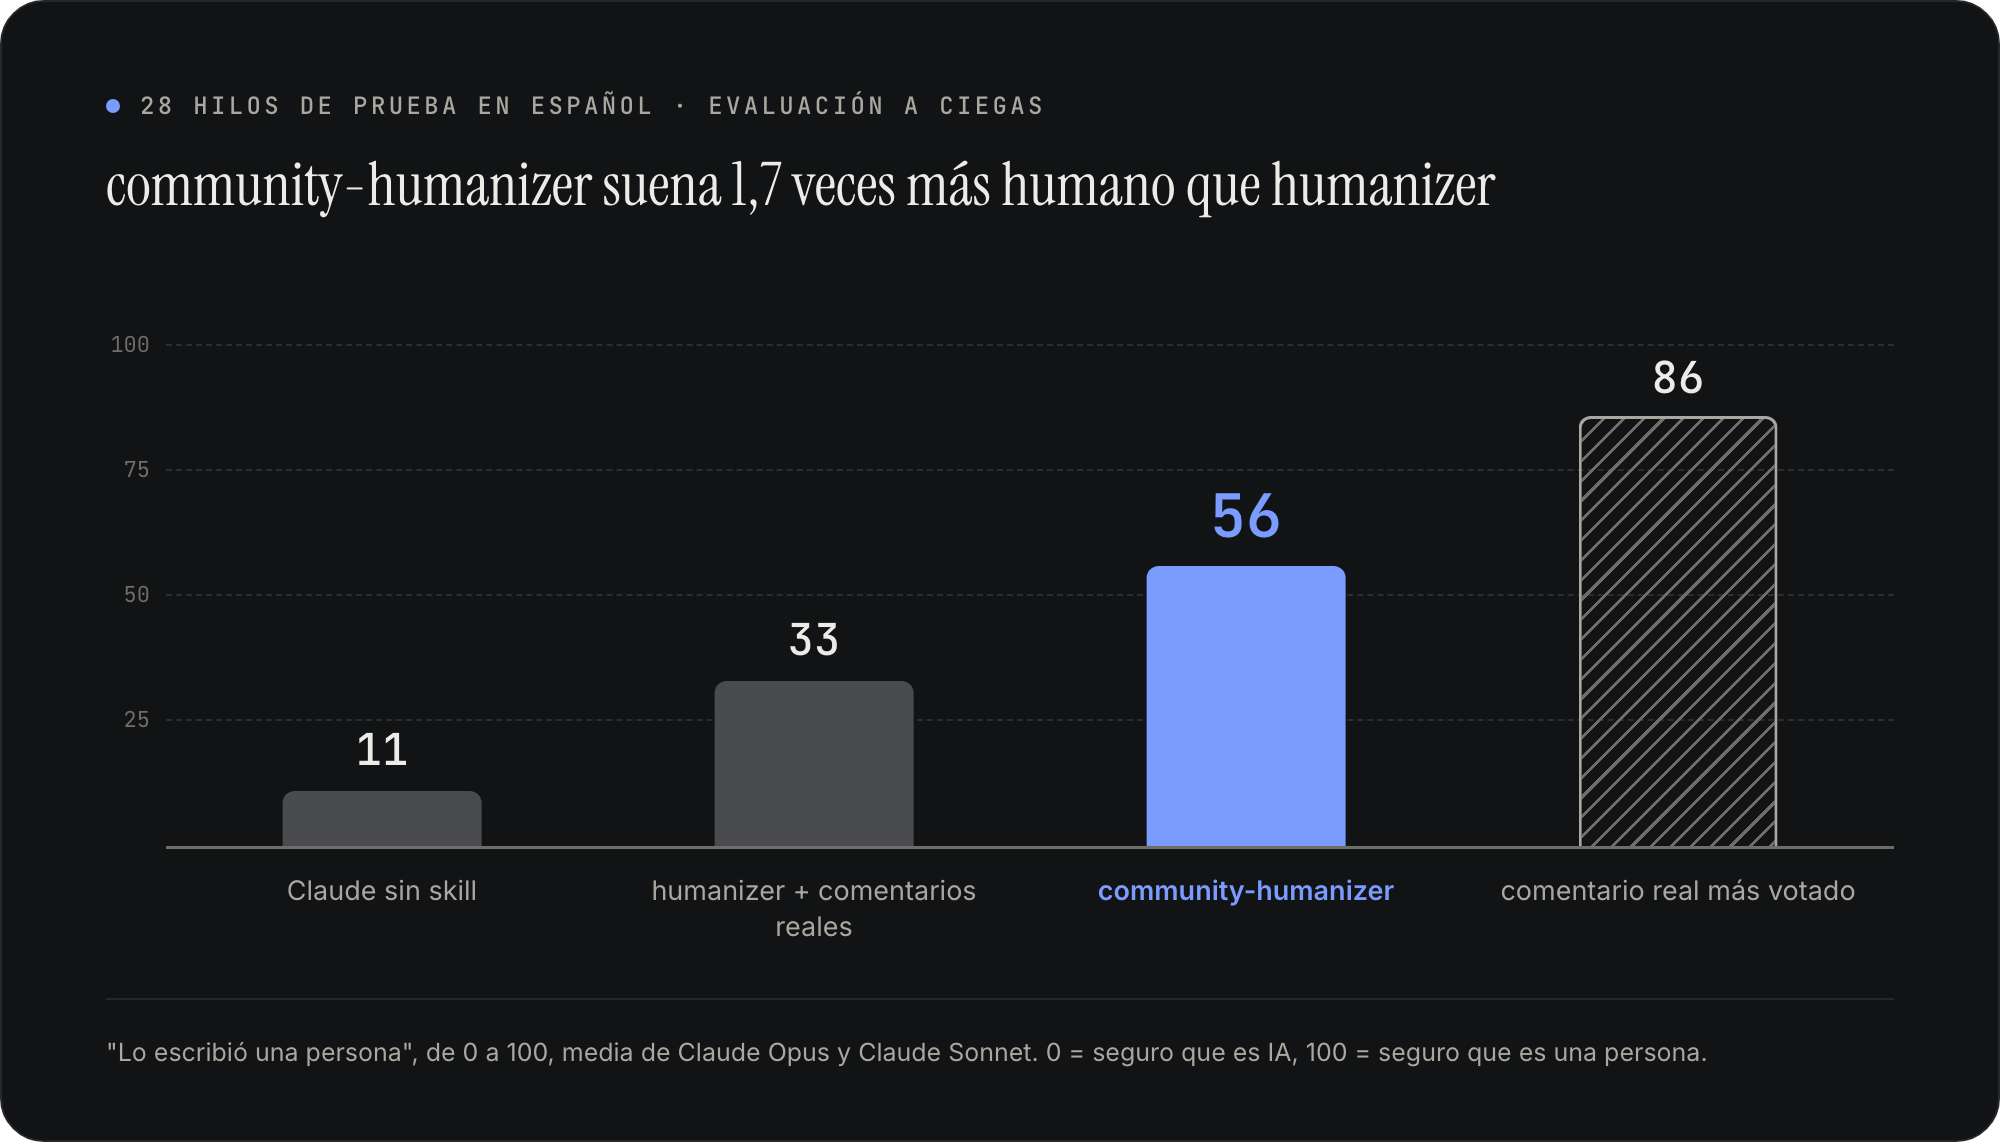 28 HILOS DE PRUEBA EN ESPAÑOL · EVALUACIÓN A CIEGAS
community-humanizer suena 1,7 veces más humano que humanizer
100
86
75
56
50
33
25
11
Claude sin skill
humanizer + comentarios
reales
community-humanizer
comentario real más votado
"Lo escribió una persona", de 0 a 100, media de Claude Opus y Claude Sonnet. 0 = seguro que es IA, 100 = seguro que es una persona.